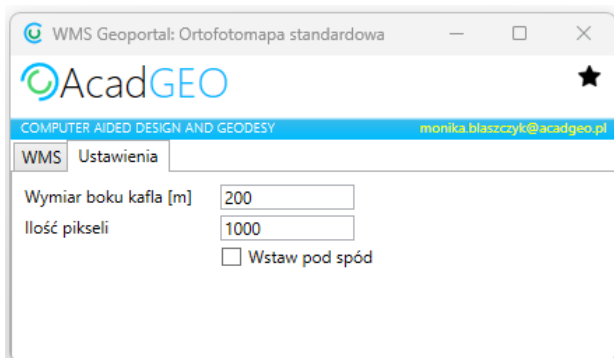 WMS Geoportal: Ortofotomapa standardowa
AcadGEO
COMPUTER AIDED DESIGN AND GEODESY monika.blaszczyk@acadgeo.pl
WMS Ustawienia
Wymiar boku kafla [m] 200
Ilość pikseli 1000
Wstaw pod spód